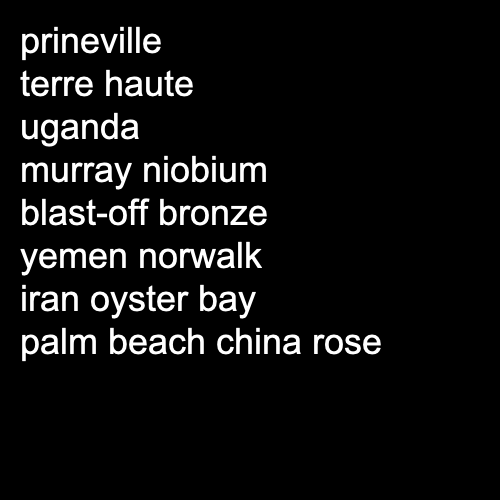 prineville
terre haute
uganda
murray niobium
blast-off bronze
yemen norwalk
iran oyster bay
palm beach china rose